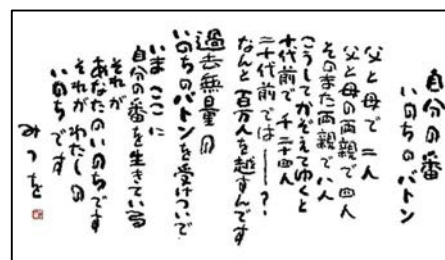 自分の番
いのちのバトン
父と母で二人
父と母の両親で四人
そのまた両親で八人
こうしてかぞえてゆくと
十代前で千二十四人
二十代前では――?
なんと百万人を越すんです
過去無量の
いのちのバトンを受けついで
いまここに
自分の番を生きている
それが
あなたのいのちです
それがわたしの
いのちです
みつを